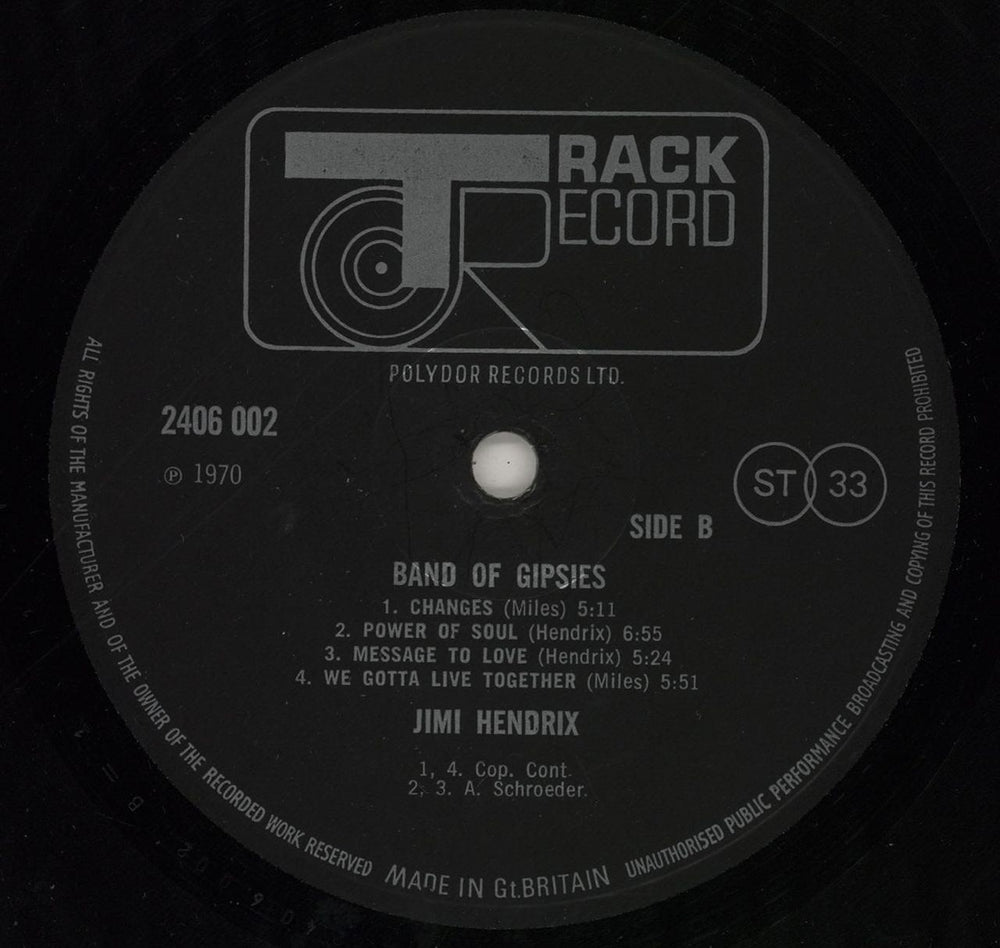 TRACK
RECORD
POLYDOR RECORDS LTD.
2406 002
℗ 1970
ST 33
SIDE B
BAND OF GIPSIES
1. CHANGES (Miles) 5:11
2. POWER OF SOUL (Hendrix) 6:55
3. MESSAGE TO LOVE (Hendrix) 5:24
4. WE GOTTA LIVE TOGETHER (Miles) 5:51
JIMI HENDRIX
1, 4. Cop. Cont.
2, 3. A. Schroeder.
ALL RIGHTS OF THE MANUFACTURER AND OF THE OWNER OF THE RECORDED WORK RESERVED
MADE IN Gt.BRITAIN
UNAUTHORISED PUBLIC PERFORMANCE BROADCASTING AND COPYING OF THIS RECORD PROHIBITED